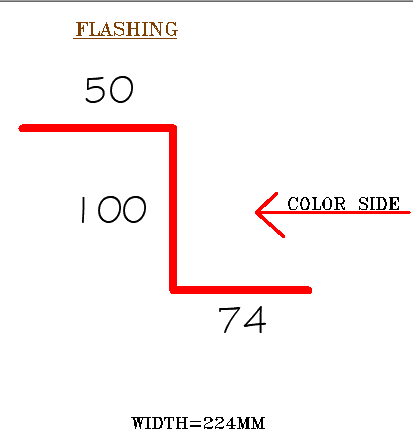 FLASHING
50
100
COLOR SIDE
74
WIDTH=224MM